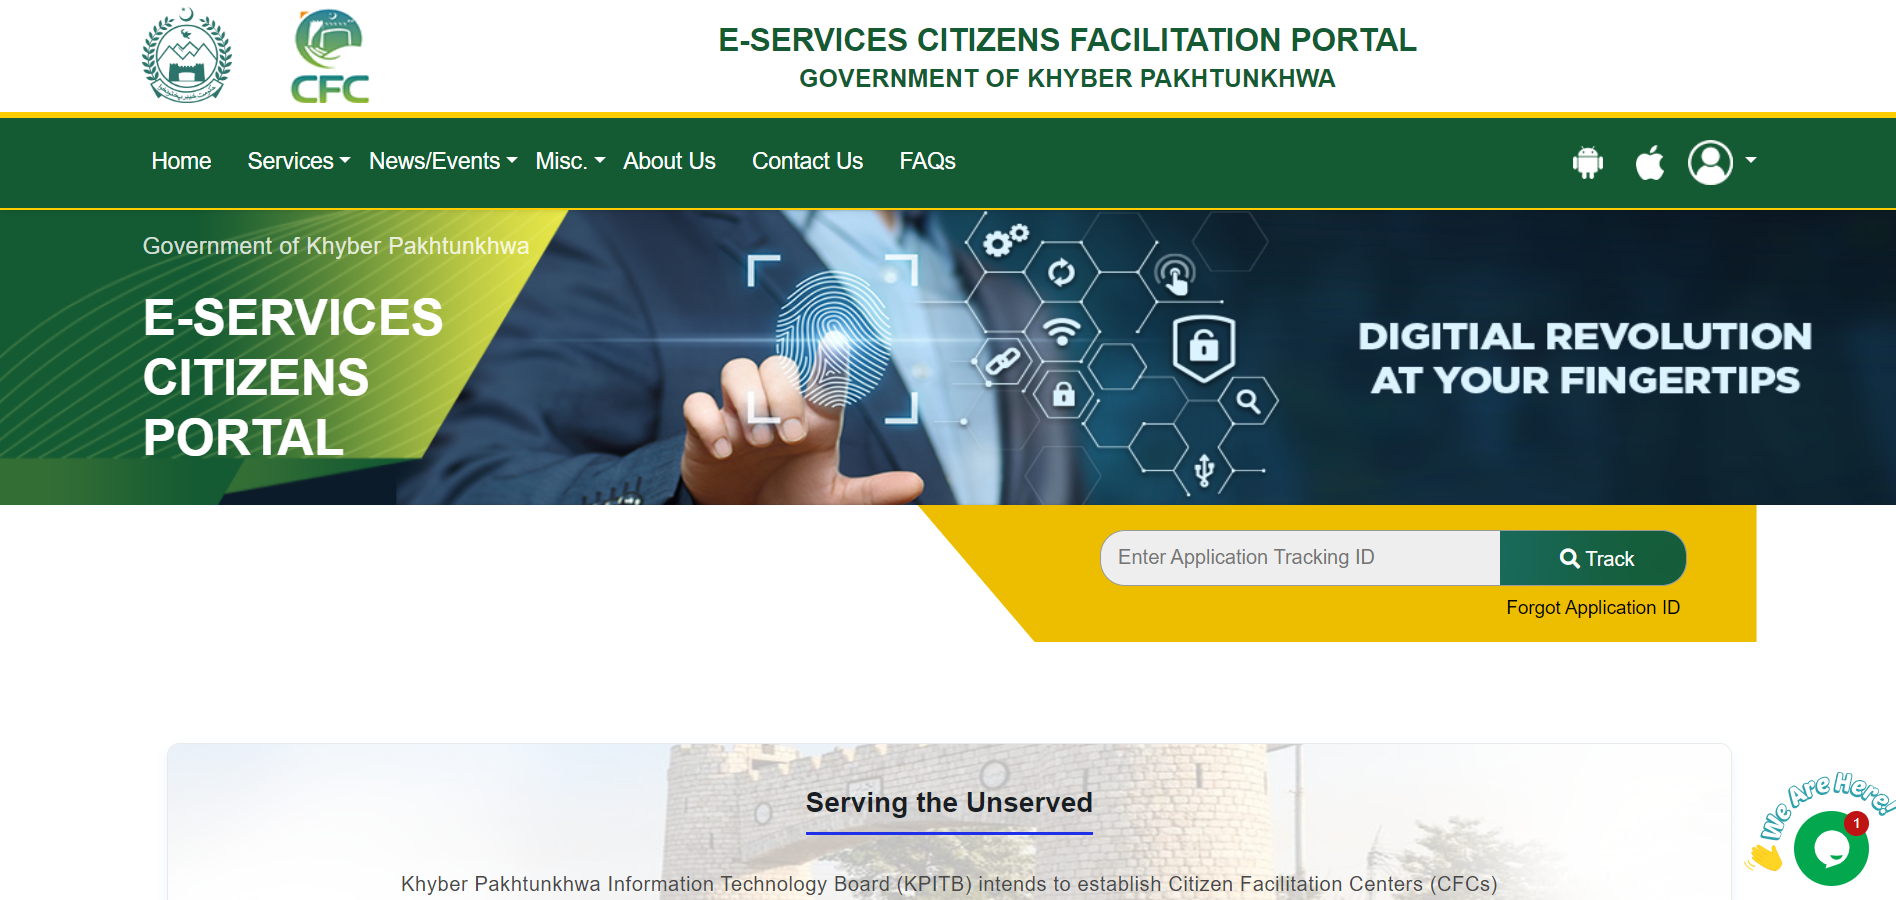 CFC
E-SERVICES CITIZENS FACILITATION PORTAL
GOVERNMENT OF KHYBER PAKHTUNKHWA
Home Services News/Events Misc. About Us Contact Us FAQs
Government of Khyber Pakhtunkhwa
E-SERVICES
CITIZENS
PORTAL
DIGITIAL REVOLUTION
AT YOUR FINGERTIPS
Enter Application Tracking ID
Track
Forgot Application ID
Serving the Unserved
Khyber Pakhtunkhwa Information Technology Board (KPITB) intends to establish Citizen Facilitation Centers (CFCs)
We Are Here!
1